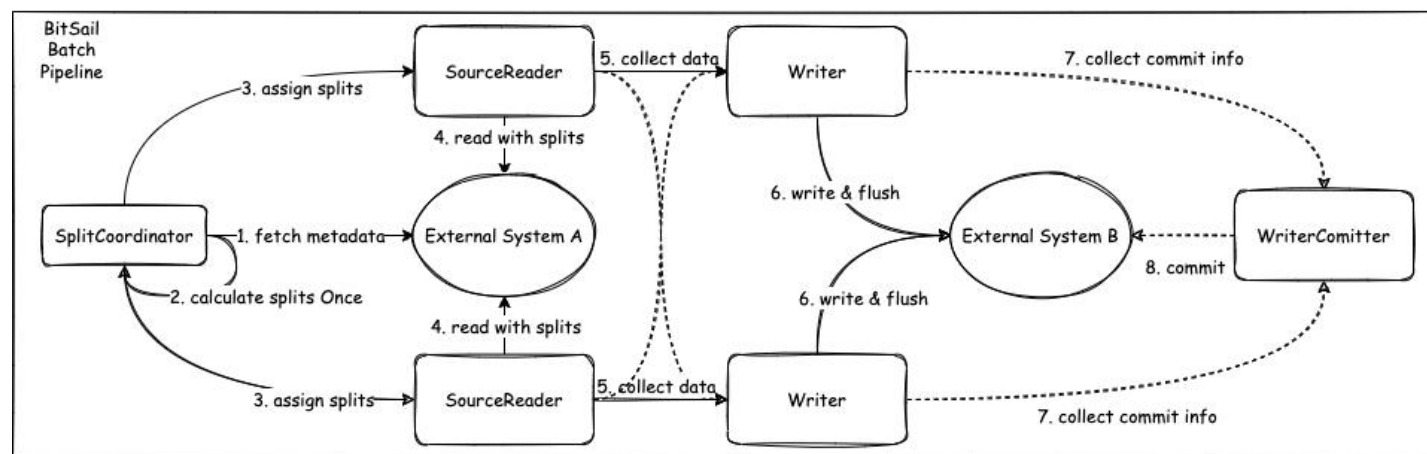 BitSail
Batch
Pipeline
SourceReader
5. collect data
Writer
7. collect commit info
3. assign splits
4. read with splits
6. write & flush
SplitCoordinator
1. fetch metadata
External System A
External System B
WriterComitter
8. commit
2. calculate splits Once
6. write & flush
4. read with splits
3. assign splits
SourceReader
5. collect data
Writer
7. collect commit info